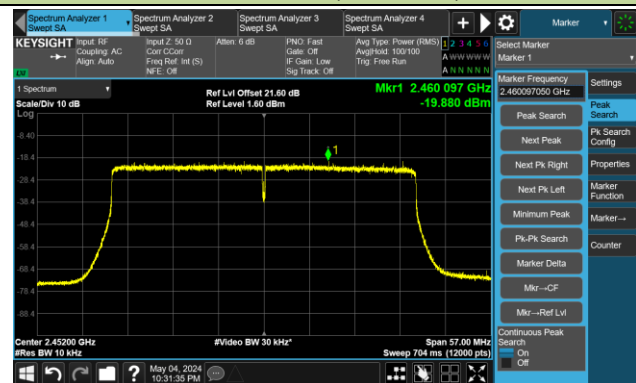 Spectrum Analyzer 1
Swept SA
Spectrum Analyzer 2
Swept SA
Spectrum Analyzer 3
Swept SA
Spectrum Analyzer 4
Swept SA
+
Marker
KEYSIGHT
Input: RF
Coupling: AC
Align: Auto
Input Z: 50 Ω
Corr CCorr
Freq Ref: Int (S)
NFE: Off
Atten: 6 dB
PNO: Fast
Gate: Off
IF Gain: Low
Sig Track: Off
Avg Type: Power (RMS)
Avg|Hold: 100/100
Trig: Free Run
1 2 3 4 5 6
A W W W W W
A N N N N N
LXI
Select Marker
Marker 1
1 Spectrum
Scale/Div 10 dB
Log
Ref Lvl Offset 21.60 dB
Ref Level 1.60 dBm
Mkr1 2.460 097 GHz
-19.880 dBm
-8.40
-18.4
-28.4
-38.4
-48.4
-58.4
-68.4
-78.4
-88.4
1
Center 2.45200 GHz
#Res BW 10 kHz
#Video BW 30 kHz*
Span 57.00 MHz
Sweep 704 ms (12000 pts)
Marker Frequency
2.460097050 GHz
Peak Search
Next Peak
Next Pk Right
Next Pk Left
Minimum Peak
Pk-Pk Search
Marker Delta
Mkr→CF
Mkr→Ref Lvl
Continuous Peak
Search
On
Off
Settings
Peak
Search
Pk Search
Config
Properties
Marker
Function
Marker→
Counter
?
May 04, 2024
10:31:35 PM